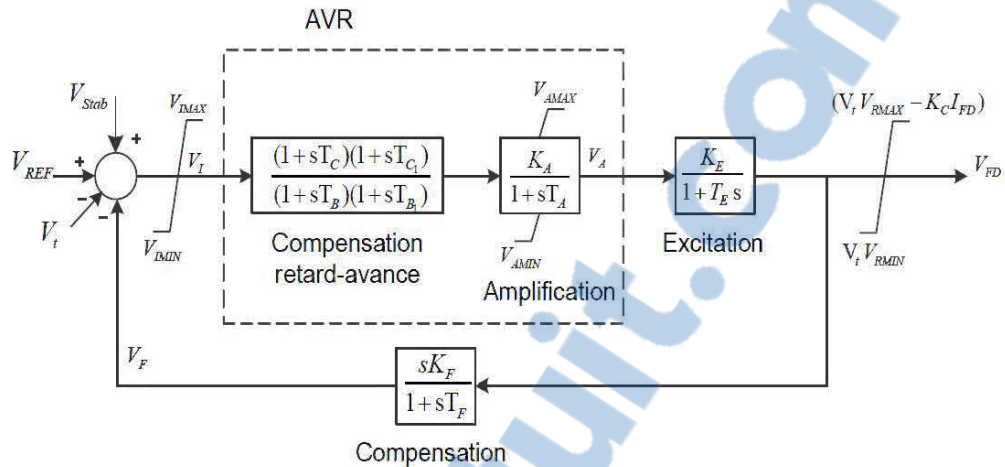 AVR
V_Stab
V_IMAX
V_AMAX
(V_t V_RMAX − K_C I_FD)
+
V_REF
+
−
−
V_I
(1+sT_C)(1+sT_C1)
(1+sT_B)(1+sT_B1)
K_A
1+sT_A
V_A
K_E
1+T_E s
V_FD
V_t
V_IMIN
V_AMIN
V_t V_RMIN
Compensation
retard-avance
Excitation
Amplification
V_F
sK_F
1+sT_F
Compensation
uit.com